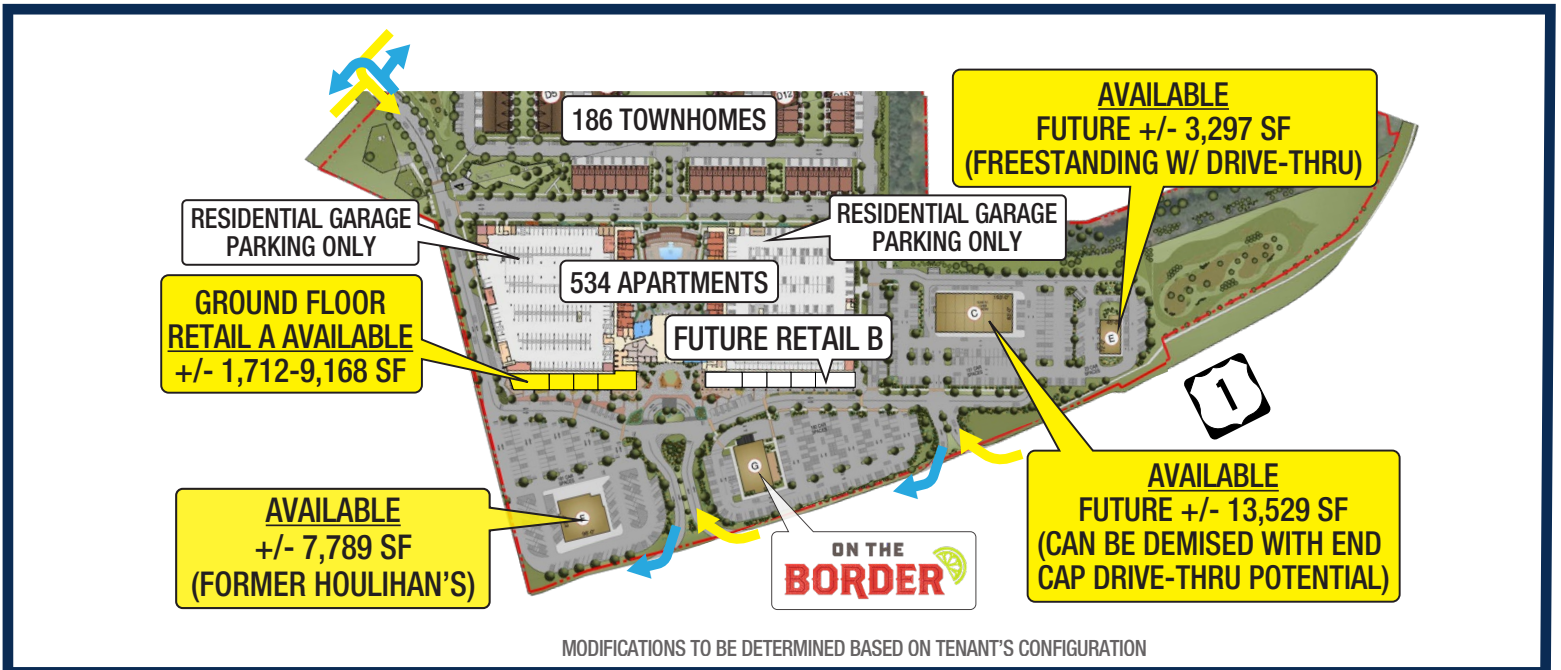 D5
D12
186 TOWNHOMES
AVAILABLE
FUTURE +/- 3,297 SF
(FREESTANDING W/ DRIVE-THRU)
RESIDENTIAL GARAGE
PARKING ONLY
RESIDENTIAL GARAGE
PARKING ONLY
534 APARTMENTS
GROUND FLOOR
RETAIL A AVAILABLE
+/- 1,712-9,168 SF
FUTURE RETAIL B
C
E
1
AVAILABLE
+/- 7,789 SF
(FORMER HOULIHAN'S)
G
ON THE
BORDER
AVAILABLE
FUTURE +/- 13,529 SF
(CAN BE DEMISED WITH END
CAP DRIVE-THRU POTENTIAL)
MODIFICATIONS TO BE DETERMINED BASED ON TENANT'S CONFIGURATION